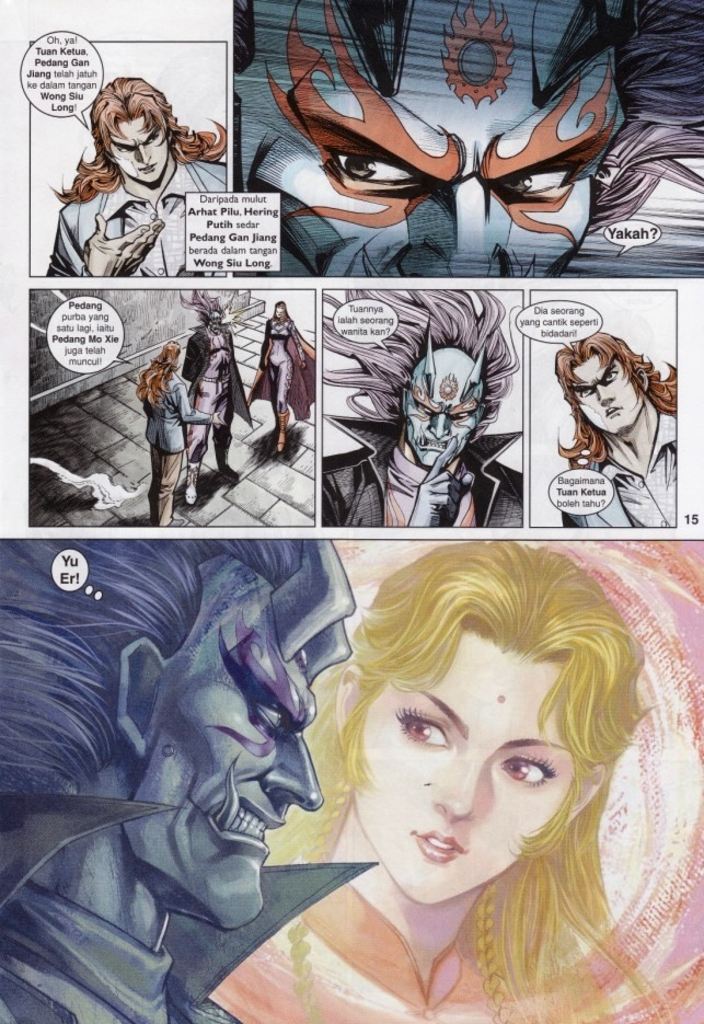 Oh, ya!
Tuan Ketua,
Pedang Gan
Jiang telah jatuh
ke dalam tangan
Wong Siu
Long!
Daripada mulut
Arhat Pilu, Hering
Putih sedar
Pedang Gan Jiang
berada dalam tangan
Wong Siu Long.
Yakah?
Pedang
purba yang
satu lagi, iaitu
Pedang Mo Xie
juga telah
muncul!
Tuannya
ialah seorang
wanita kan?
Dia seorang
yang cantik seperti
bidadari!
Bagaimana
Tuan Ketua
boleh tahu?
15
Yu
Er!